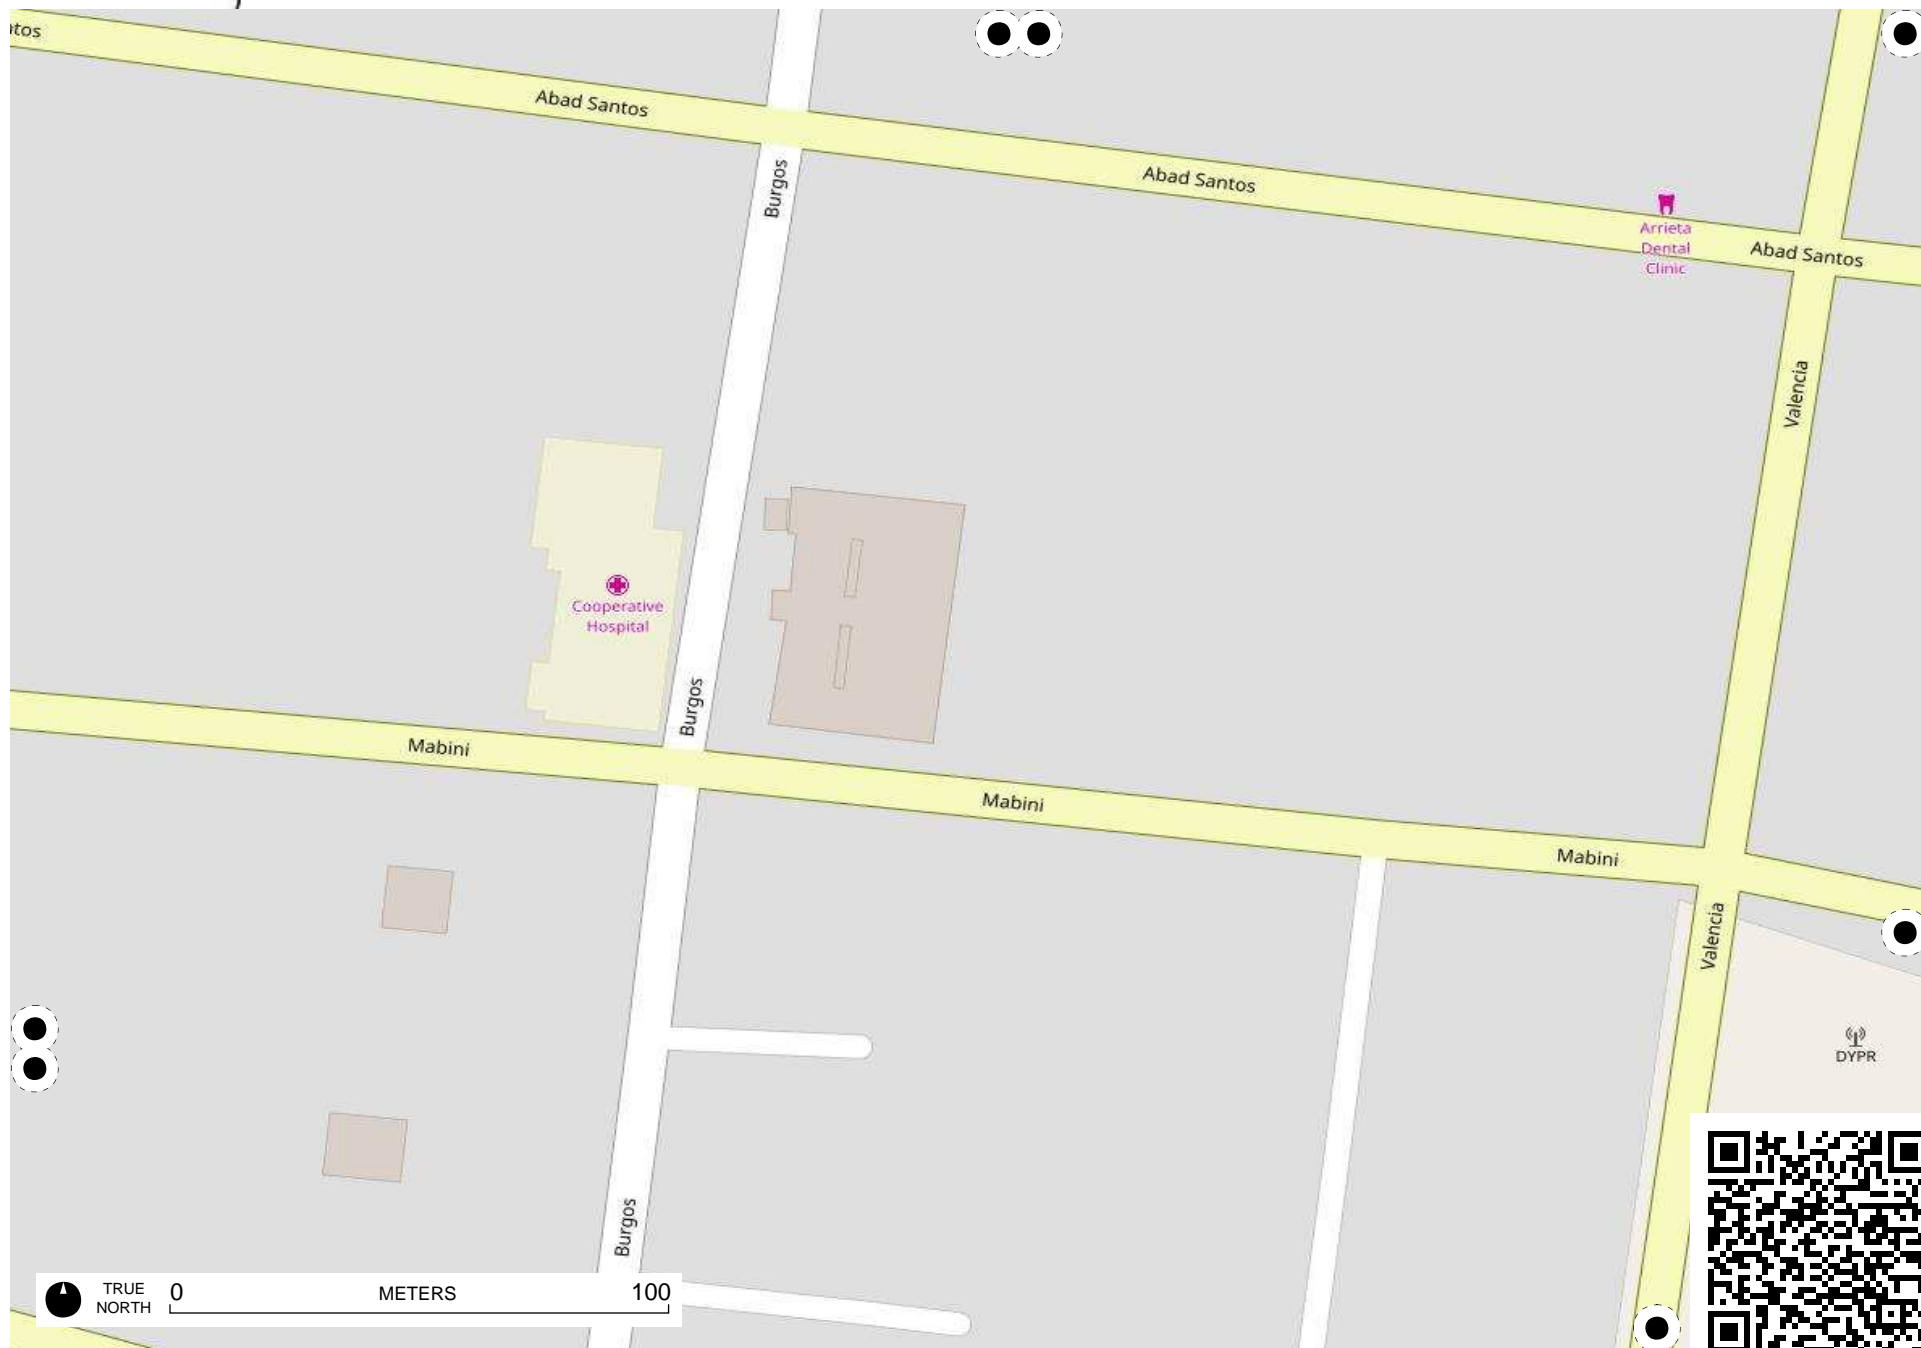 Abad Santos
Burgos
Abad Santos
Arrieta
Dental
Clinic
Abad Santos
Valencia
Cooperative
Hospital
Burgos
Mabini
Mabini
Mabini
Valencia
DYPR
Burgos
TRUE
NORTH
0 METERS 100